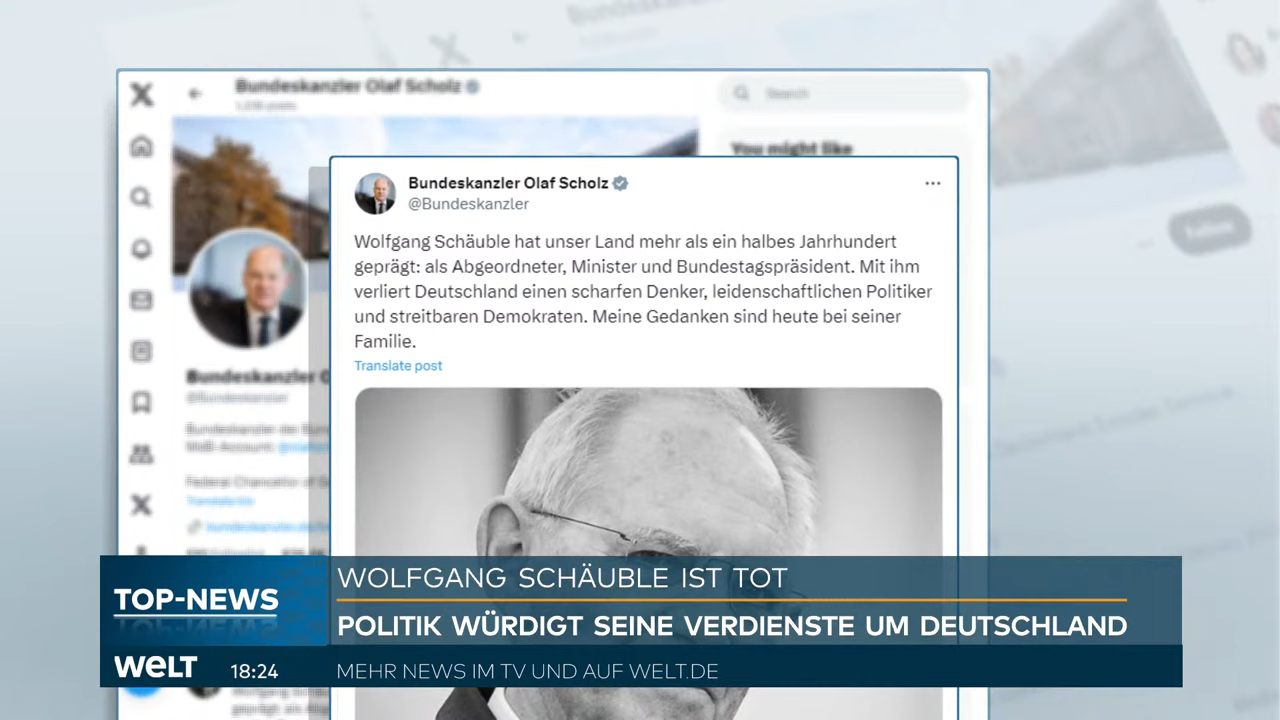 Bundeskanzler Olaf Scholz
Search
You might like
Bundeskanzler Olaf Scholz
@Bundeskanzler
Wolfgang Schäuble hat unser Land mehr als ein halbes Jahrhundert
geprägt: als Abgeordneter, Minister und Bundestagspräsident. Mit ihm
verliert Deutschland einen scharfen Denker, leidenschaftlichen Politiker
und streitbaren Demokraten. Meine Gedanken sind heute bei seiner
Familie.
Translate post
Bundeskanzler
@Bundeskanzler
TOP-NEWS
WOLFGANG SCHÄUBLE IST TOT
POLITIK WÜRDIGT SEINE VERDIENSTE UM DEUTSCHLAND
WELT 18:24 MEHR NEWS IM TV UND AUF WELT.DE